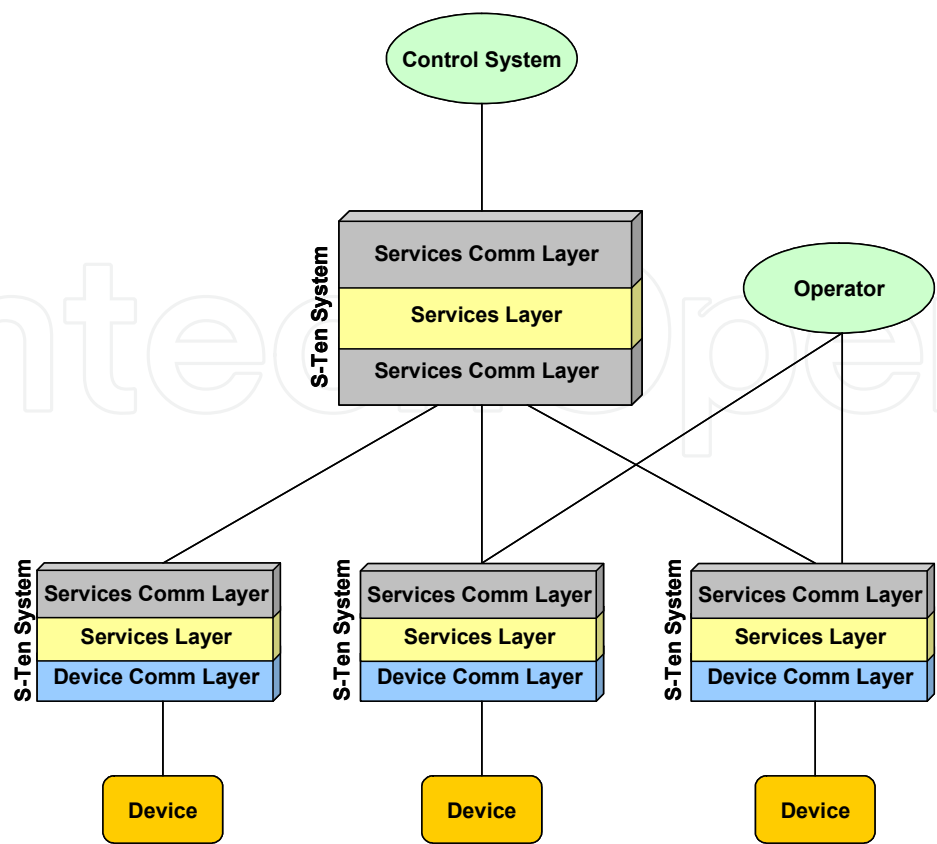 Control System
S-Ten System
Services Comm Layer
Services Layer
Services Comm Layer
Operator
S-Ten System
Services Comm Layer
Services Layer
Device Comm Layer
S-Ten System
Services Comm Layer
Services Layer
Device Comm Layer
S-Ten System
Services Comm Layer
Services Layer
Device Comm Layer
Device
Device
Device